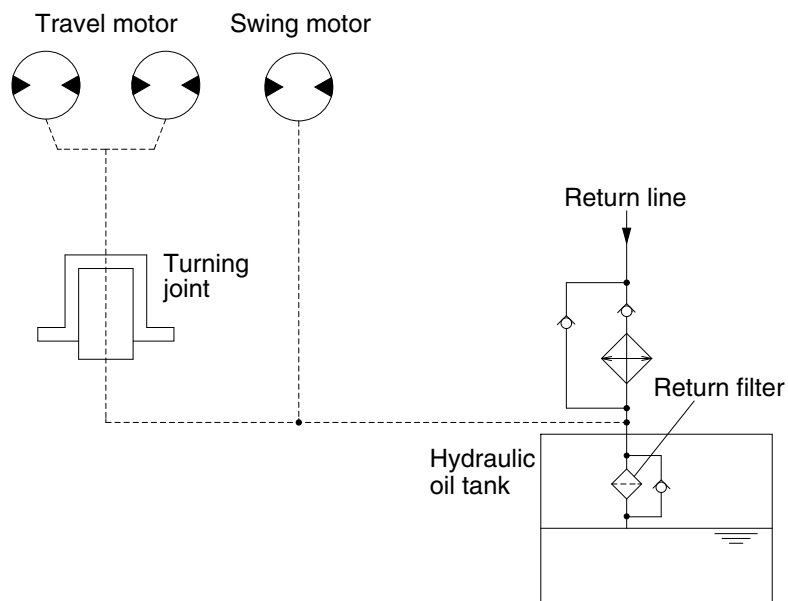 Travel motor
Swing motor
Return line
Turning
joint
Return filter
Hydraulic
oil tank